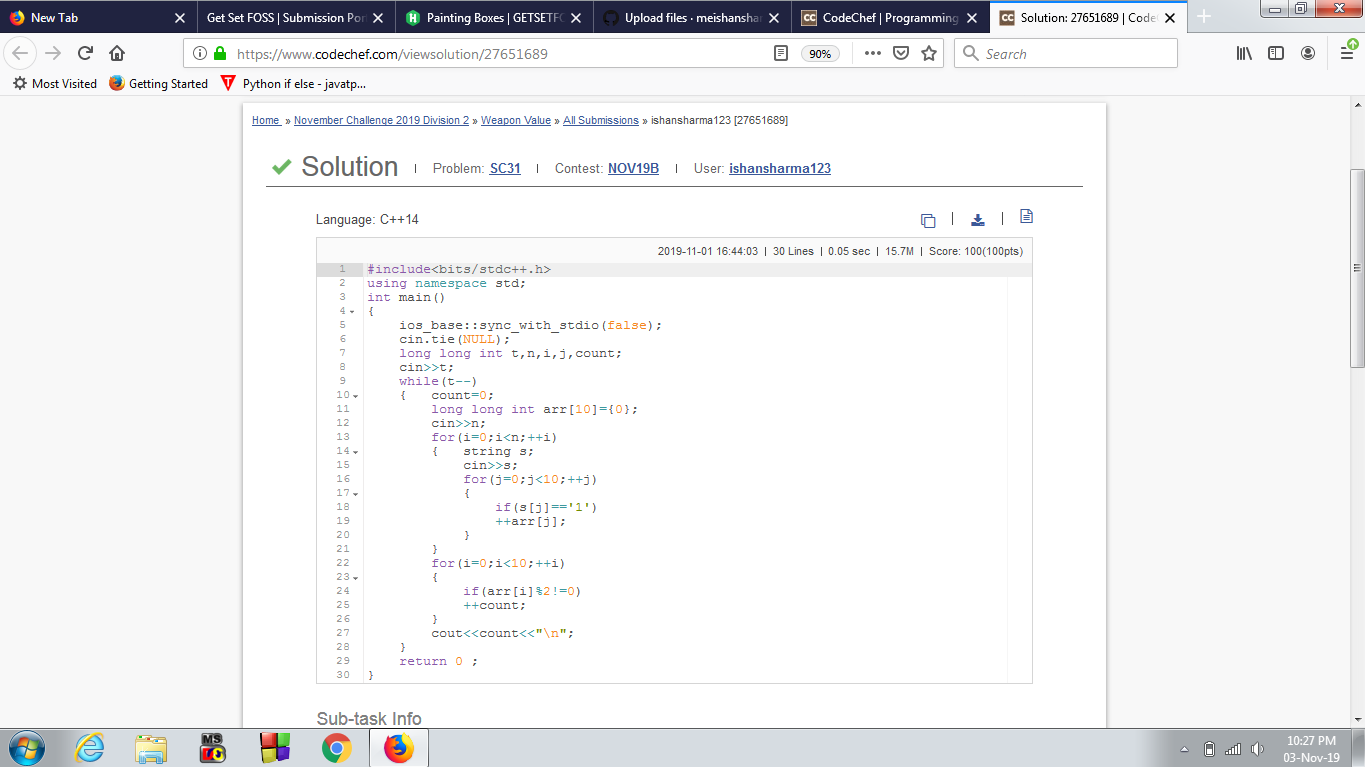 New Tab
Get Set FOSS | Submission Por
Painting Boxes | GETSETFO
Upload files · meishansha
CodeChef | Programming
Solution: 27651689 | CodeC
https://www.codechef.com/viewsolution/27651689
90%
Search
Most Visited
Getting Started
Python if else - javatp...
Home » November Challenge 2019 Division 2 » Weapon Value » All Submissions » ishansharma123 [27651689]
Solution | Problem: SC31 | Contest: NOV19B | User: ishansharma123
Language: C++14
2019-11-01 16:44:03 | 30 Lines | 0.05 sec | 15.7M | Score: 100(100pts)
1 #include<bits/stdc++.h>
2 using namespace std;
3 int main()
4 {
5 ios_base::sync_with_stdio(false);
6 cin.tie(NULL);
7 long long int t,n,i,j,count;
8 cin>>t;
9 while(t--)
10 { count=0;
11 long long int arr[10]={0};
12 cin>>n;
13 for(i=0;i<n;++i)
14 { string s;
15 cin>>s;
16 for(j=0;j<10;++j)
17 {
18 if(s[j]=='1')
19 ++arr[j];
20 }
21 }
22 for(i=0;i<10;++i)
23 {
24 if(arr[i]%2!=0)
25 ++count;
26 }
27 cout<<count<<"\n";
28 }
29 return 0 ;
30 }
Sub-task Info
MS
10:27 PM
03-Nov-19